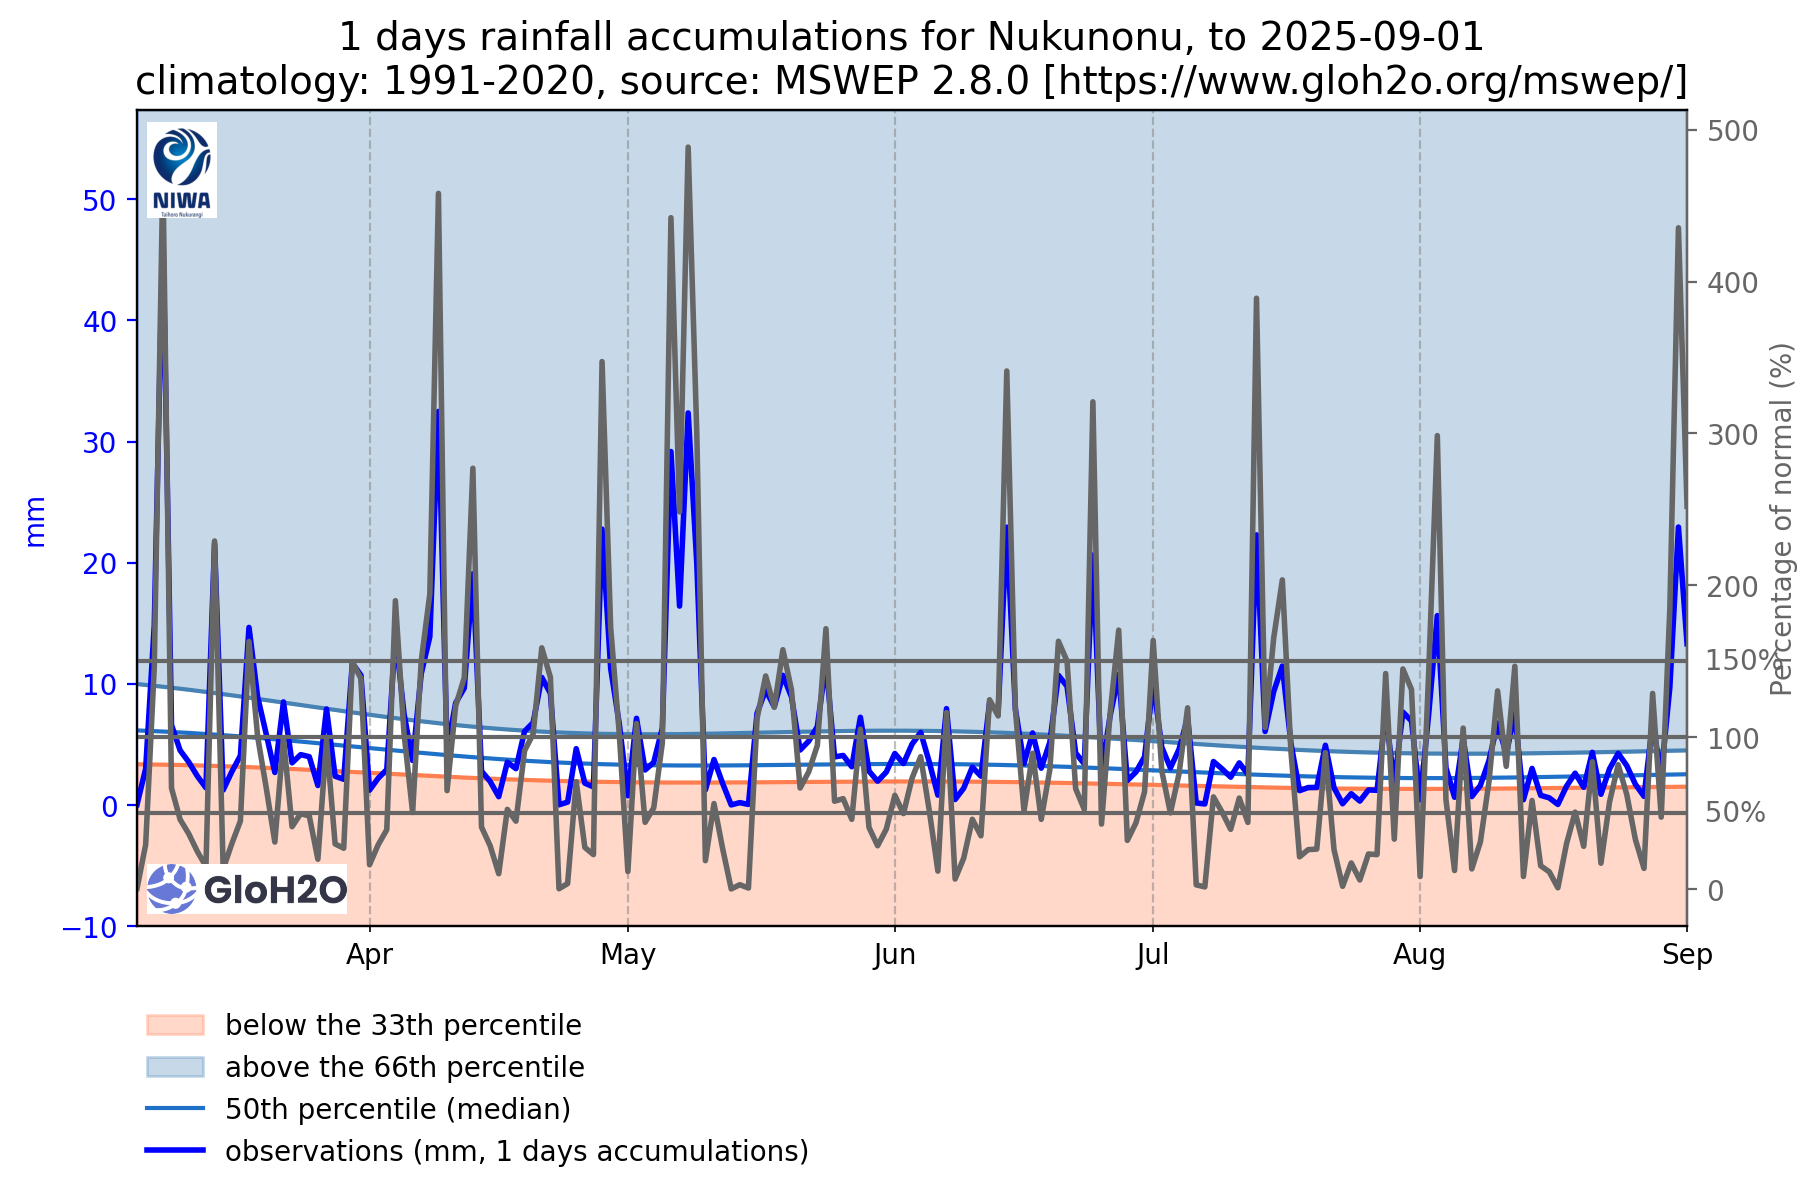 1 days rainfall accumulations for Nukunonu, to 2025-09-01
climatology: 1991-2020, source: MSWEP 2.8.0 [https://www.gloh2o.org/mswep/]
NIWA
Taihoro Nukurangi
50
40
30
20
10
0
−10
mm
500
400
300
200
150%
100
50%
0
Percentage of normal (%)
GloH2O
Apr
May
Jun
Jul
Aug
Sep
below the 33th percentile
above the 66th percentile
50th percentile (median)
observations (mm, 1 days accumulations)